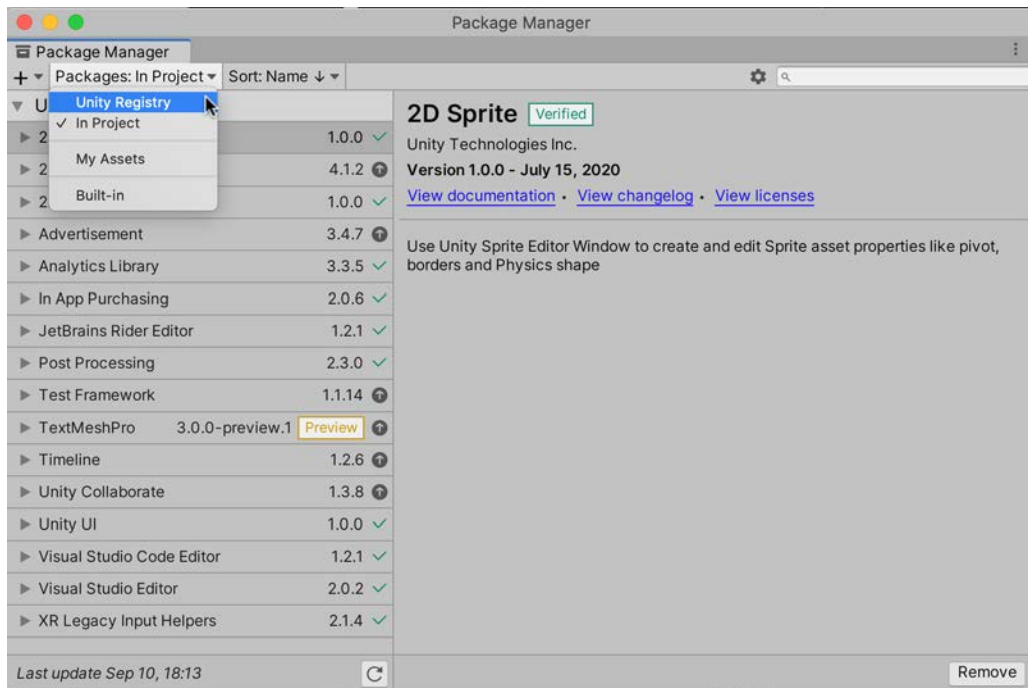 Package Manager
Package Manager
Packages: In Project Sort: Name ↓
Unity Registry
✓ In Project
My Assets
Built-in
U
2 1.0.0 ✓
2 4.1.2
2 1.0.0 ✓
Advertisement 3.4.7
Analytics Library 3.3.5 ✓
In App Purchasing 2.0.6 ✓
JetBrains Rider Editor 1.2.1 ✓
Post Processing 2.3.0 ✓
Test Framework 1.1.14
TextMeshPro 3.0.0-preview.1 Preview
Timeline 1.2.6
Unity Collaborate 1.3.8
Unity UI 1.0.0 ✓
Visual Studio Code Editor 1.2.1 ✓
Visual Studio Editor 2.0.2 ✓
XR Legacy Input Helpers 2.1.4 ✓
Last update Sep 10, 18:13
2D Sprite Verified
Unity Technologies Inc.
Version 1.0.0 - July 15, 2020
View documentation • View changelog • View licenses
Use Unity Sprite Editor Window to create and edit Sprite asset properties like pivot,
borders and Physics shape
Remove